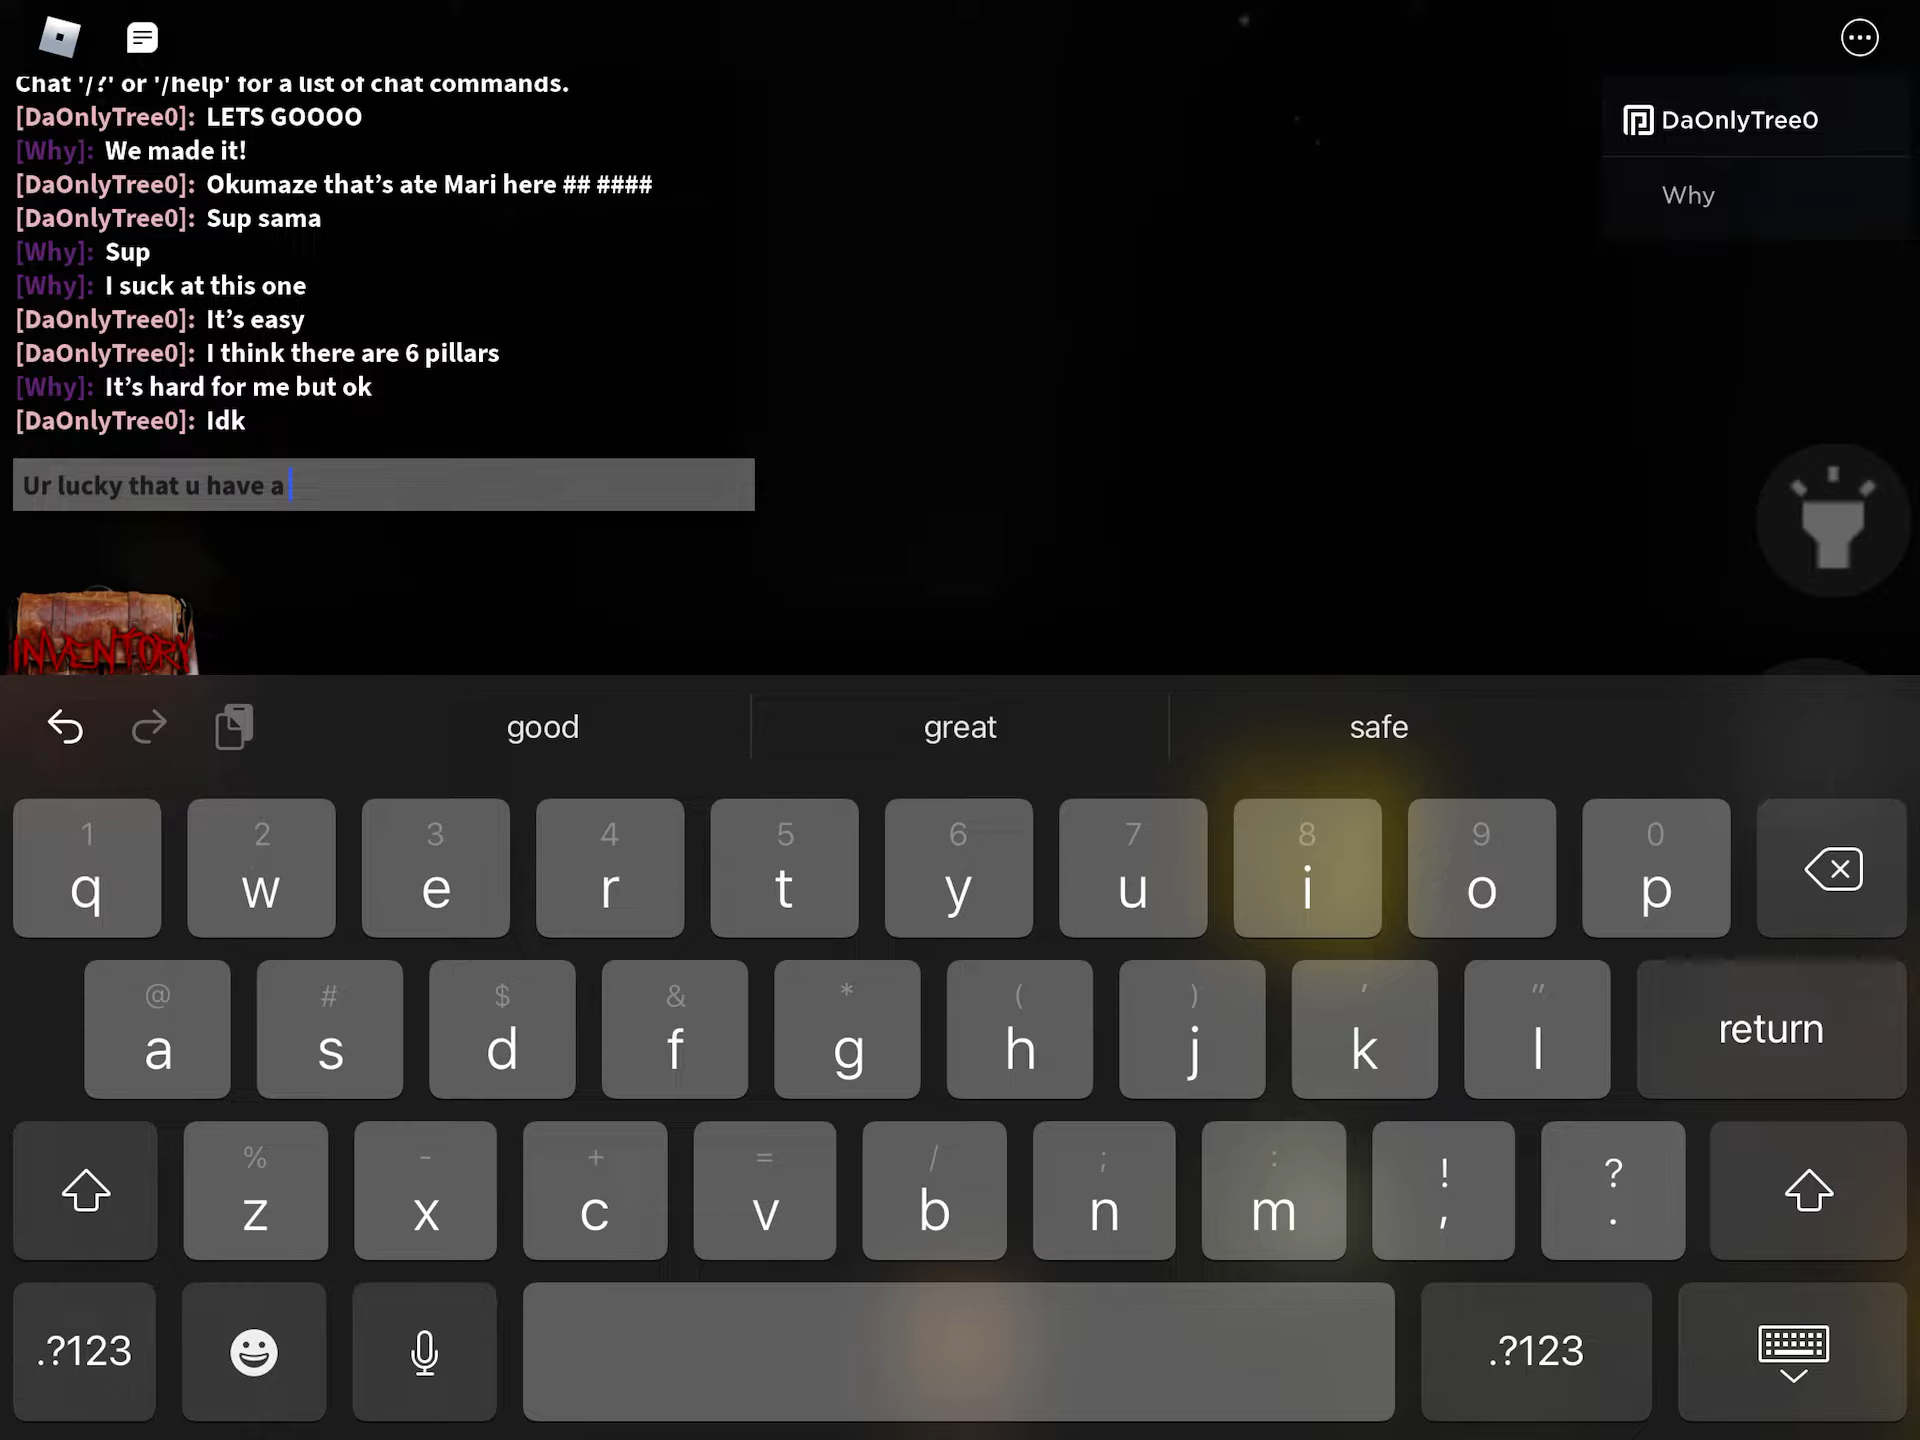 Chat '/?' or '/help' for a list of chat commands.
[DaOnlyTree0]: LETS GOOOO
[Why]: We made it!
[DaOnlyTree0]: Okumaze that’s ate Mari here ## ####
[DaOnlyTree0]: Sup sama
[Why]: Sup
[Why]: I suck at this one
[DaOnlyTree0]: It’s easy
[DaOnlyTree0]: I think there are 6 pillars
[Why]: It’s hard for me but ok
[DaOnlyTree0]: Idk
Ur lucky that u have a
DaOnlyTree0
Why
INVENTORY
good great safe
1 2 3 4 5 6 7 8 9 0
q w e r t y u i o p
@ # $ & * ( ) ' "
a s d f g h j k l return
% - + = / ; : ! ?
z x c v b n m , .
.?123 .?123